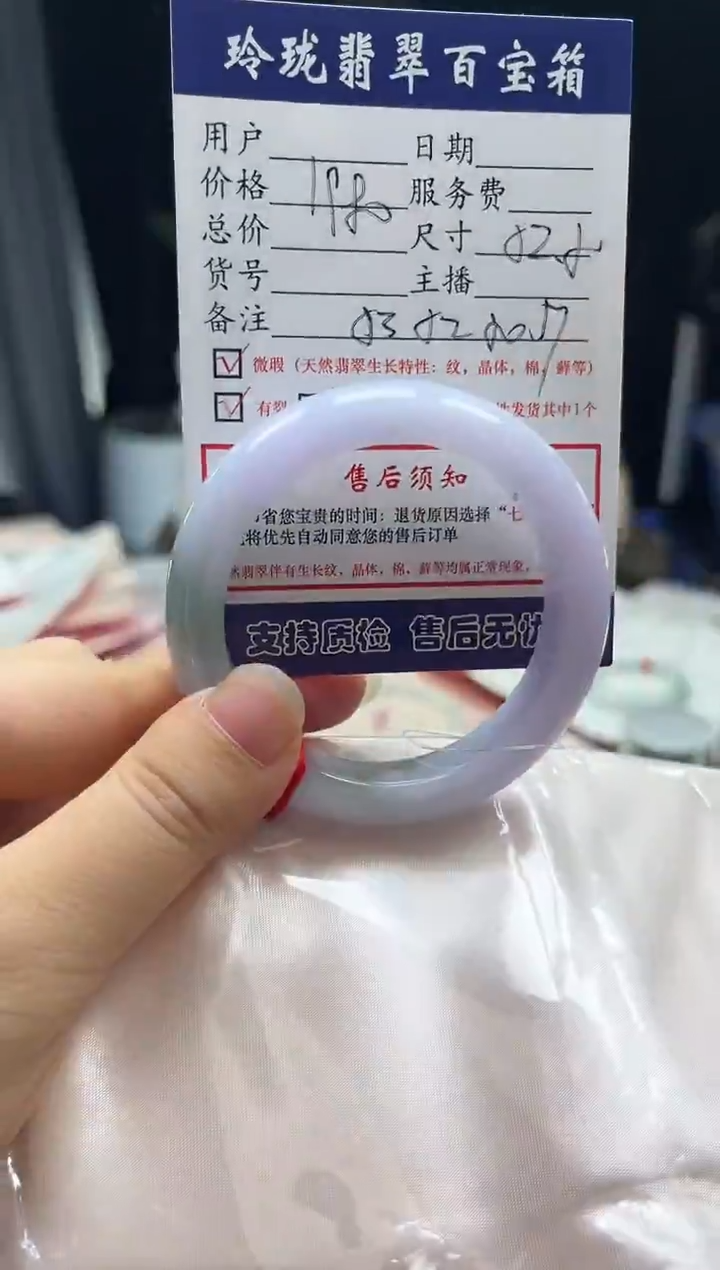 玲珑翡翠百宝箱
用户 日期
价格 服务费
总价 尺寸
货号 主播
备注
微瑕（天然翡翠生长特性：纹，晶体，棉，藓等）
有裂 发货其中1个
售后须知
省您宝贵的时间：退货原因选择“七
将优先自动同意您的售后订单
然翡翠伴有生长纹、晶体，棉、藓等均属正常现象，
支持质检 售后无忧